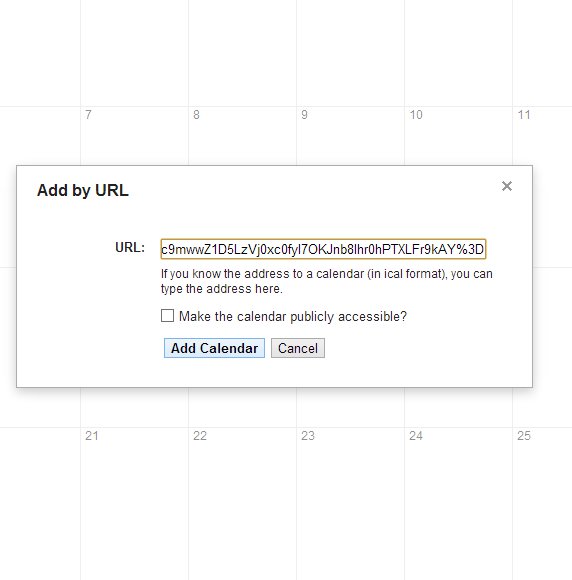 7 8 9 10 11
Add by URL ×
URL: c9mwwZ1D5LzVj0xc0fyl7OKJnb8lhr0hPTXLFr9kAY%3D
If you know the address to a calendar (in ical format), you can
type the address here.
Make the calendar publicly accessible?
Add Calendar Cancel
21 22 23 24 25